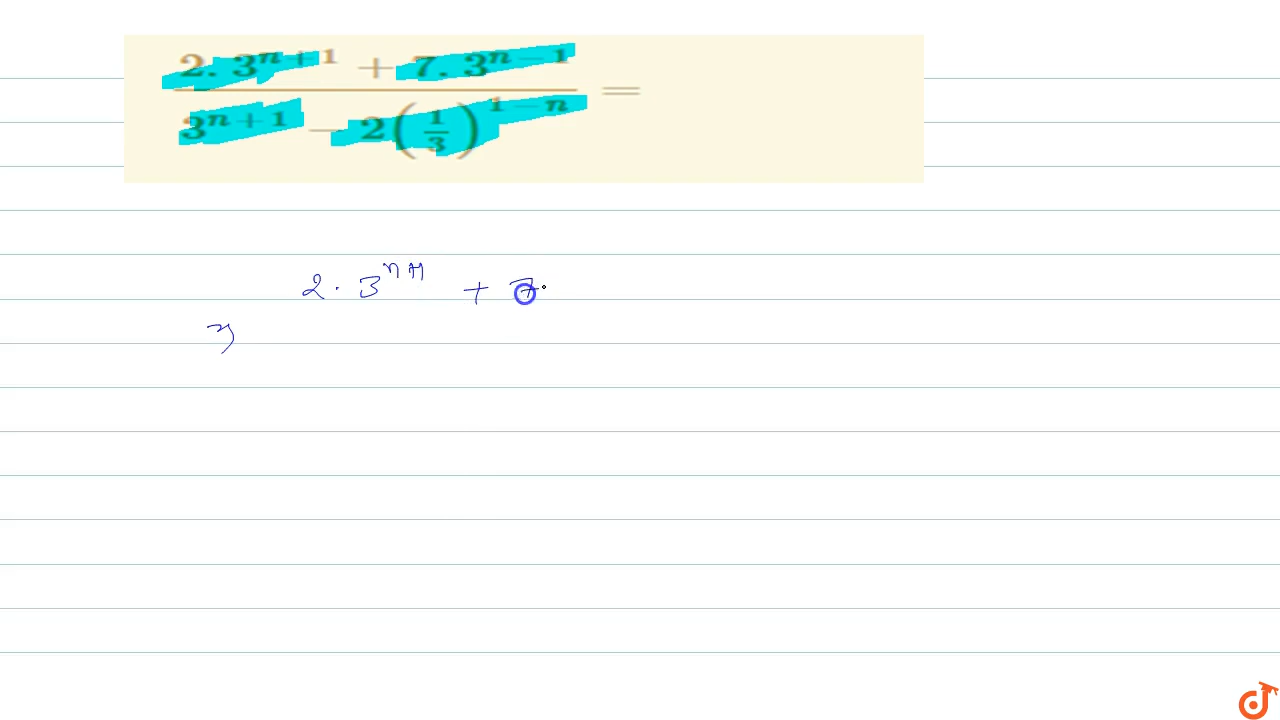 2. 3^{n+1} + 7. 3^{n-1}
3^{n+1} - 2(1/3)^{1-n} =
2 · 3^{n+1} + 7·